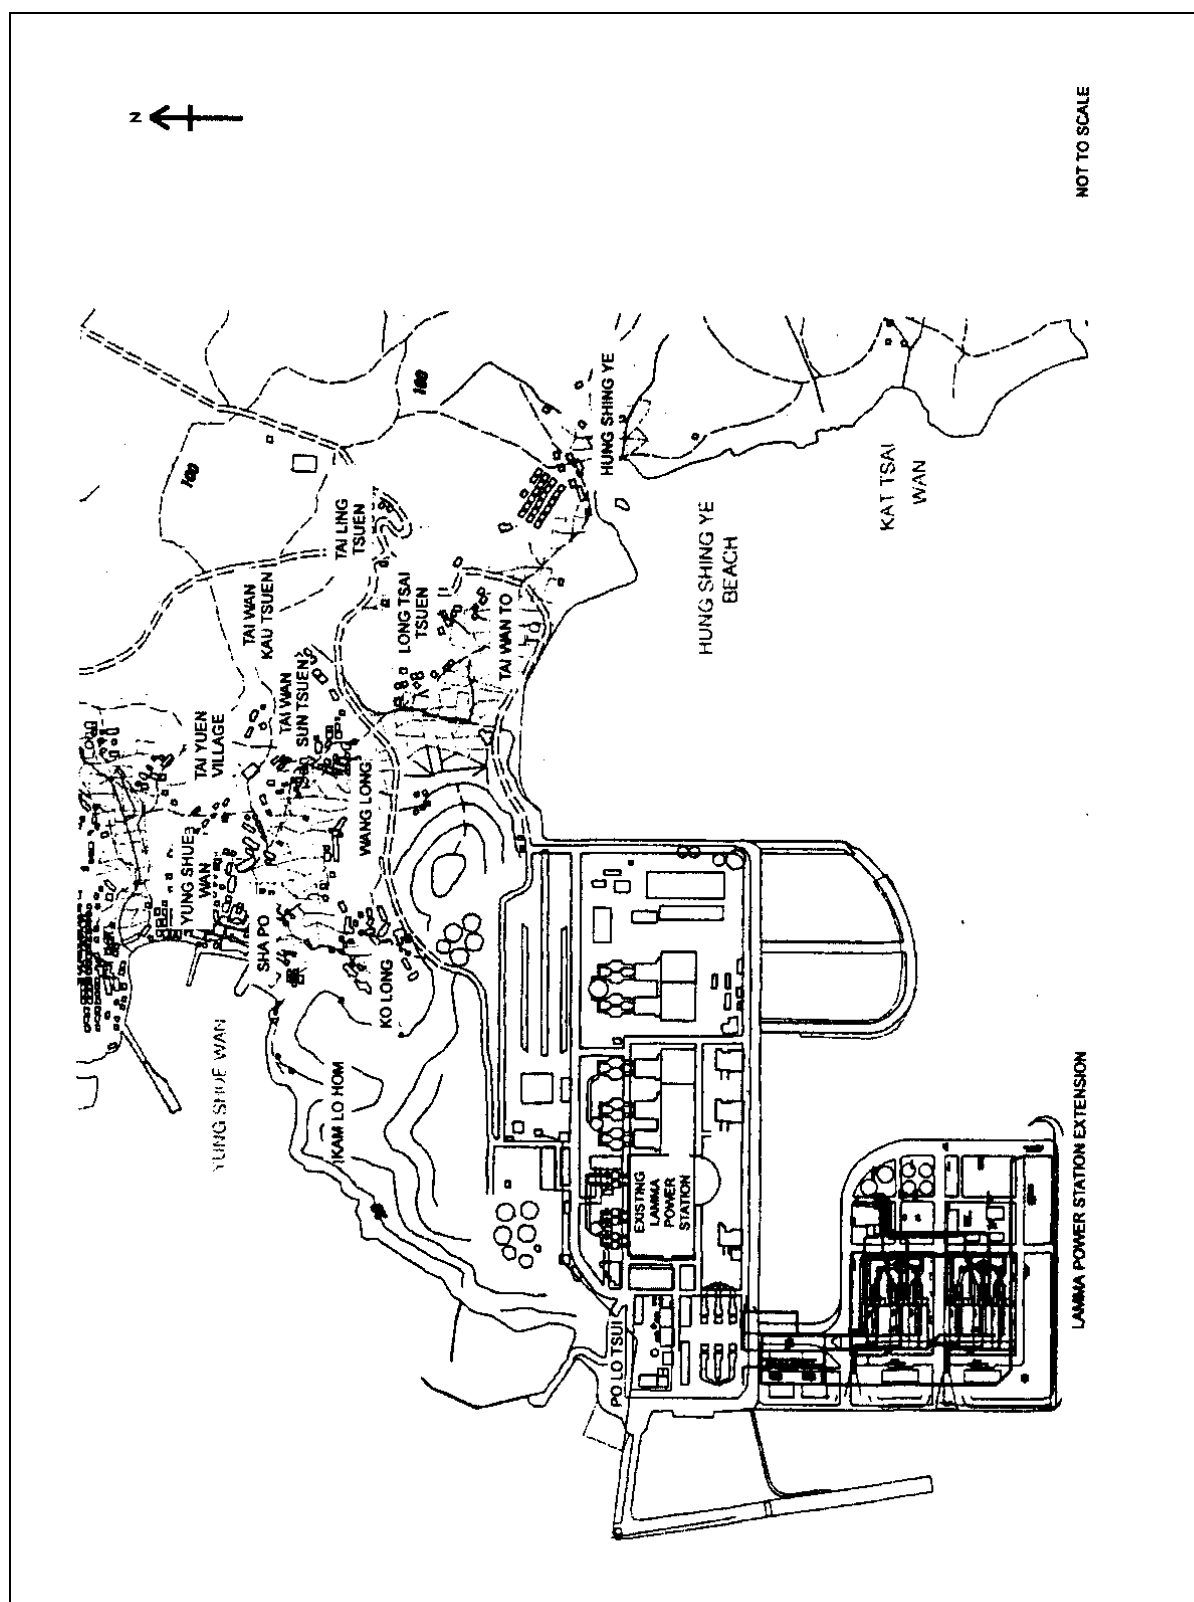 N
YUNG SHUE
WAN
100
TAI YUEN
VILLAGE
YUNG SHUE WAN
TAI WAN
KAU TSUEN
SHA PO
TAI WAN
SUN TSUEN
KAM LO HOM
TAI LING
TSUEN
WANG LONG
KO LONG
LONG TSAI
TSUEN
100
TAI WAN TO
HUNG SHING YE
PO LO TSUI
EXISTING
LAMMA
POWER
STATION
HUNG SHING YE
BEACH
KAT TSAI
WAN
LAMMA POWER STATION EXTENSION
NOT TO SCALE